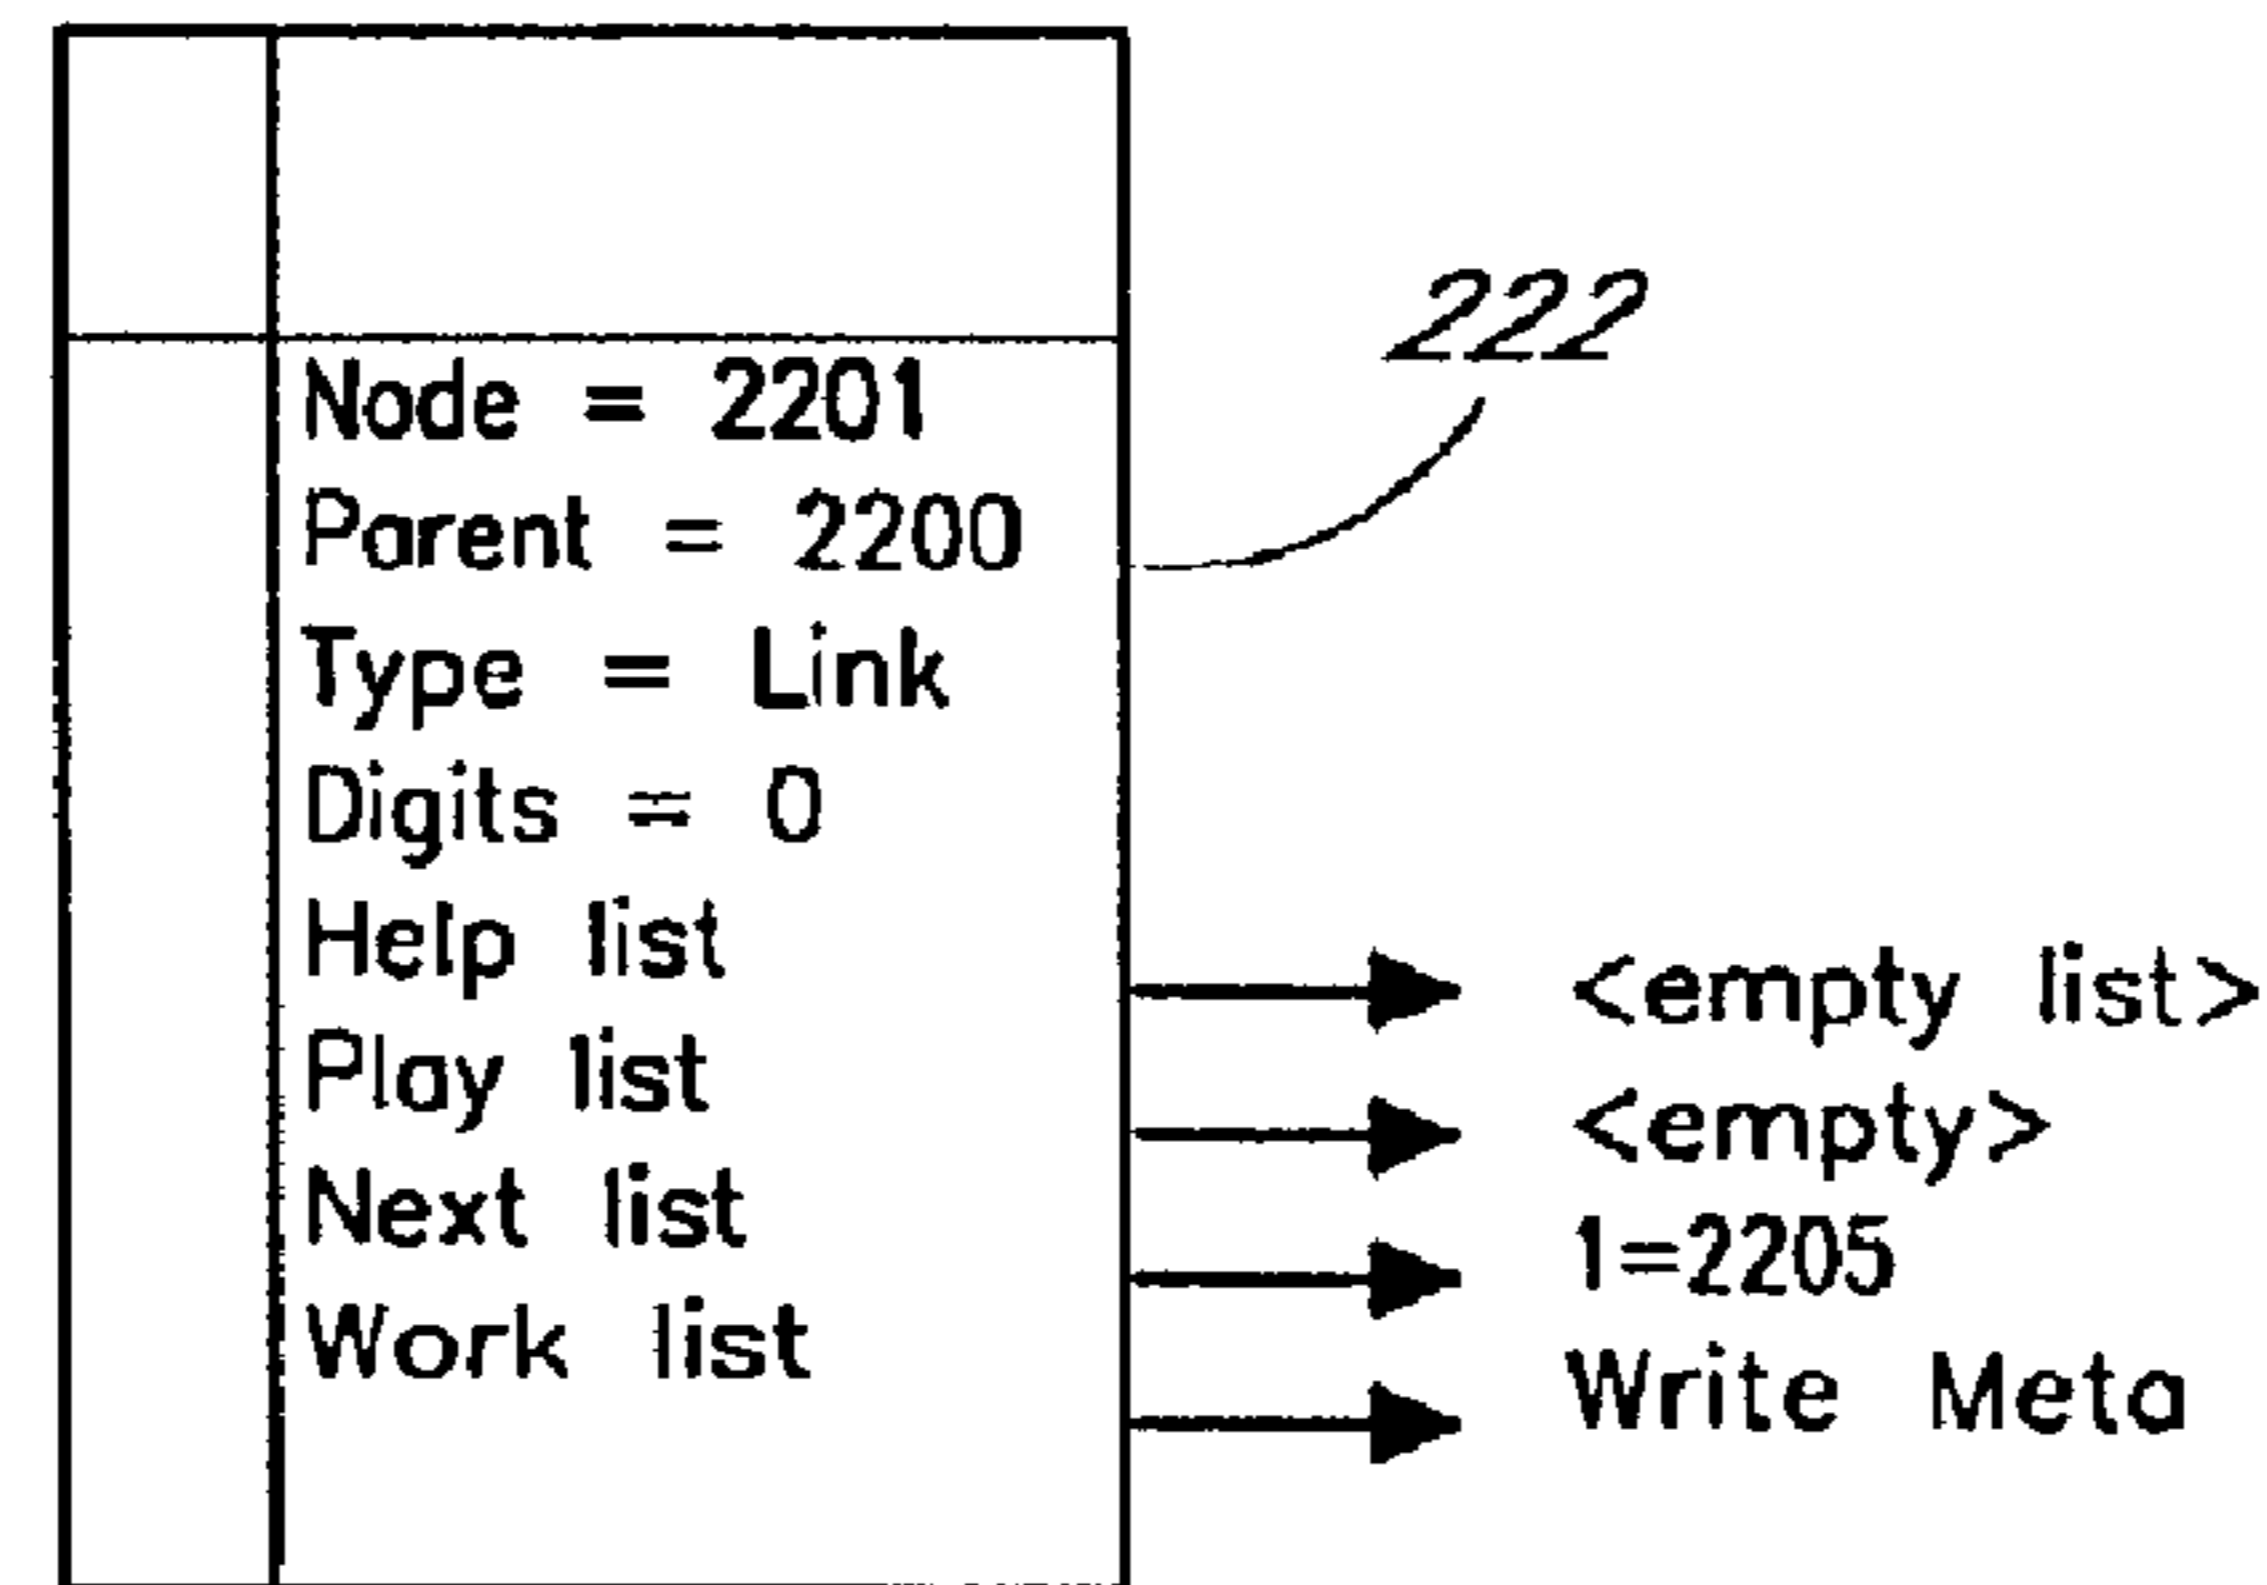 222
Node = 2201
Parent = 2200
Type = Link
Digits = 0
Help list
Play list
Next list
Work list
<empty list>
<empty>
1=2205
Write Meta